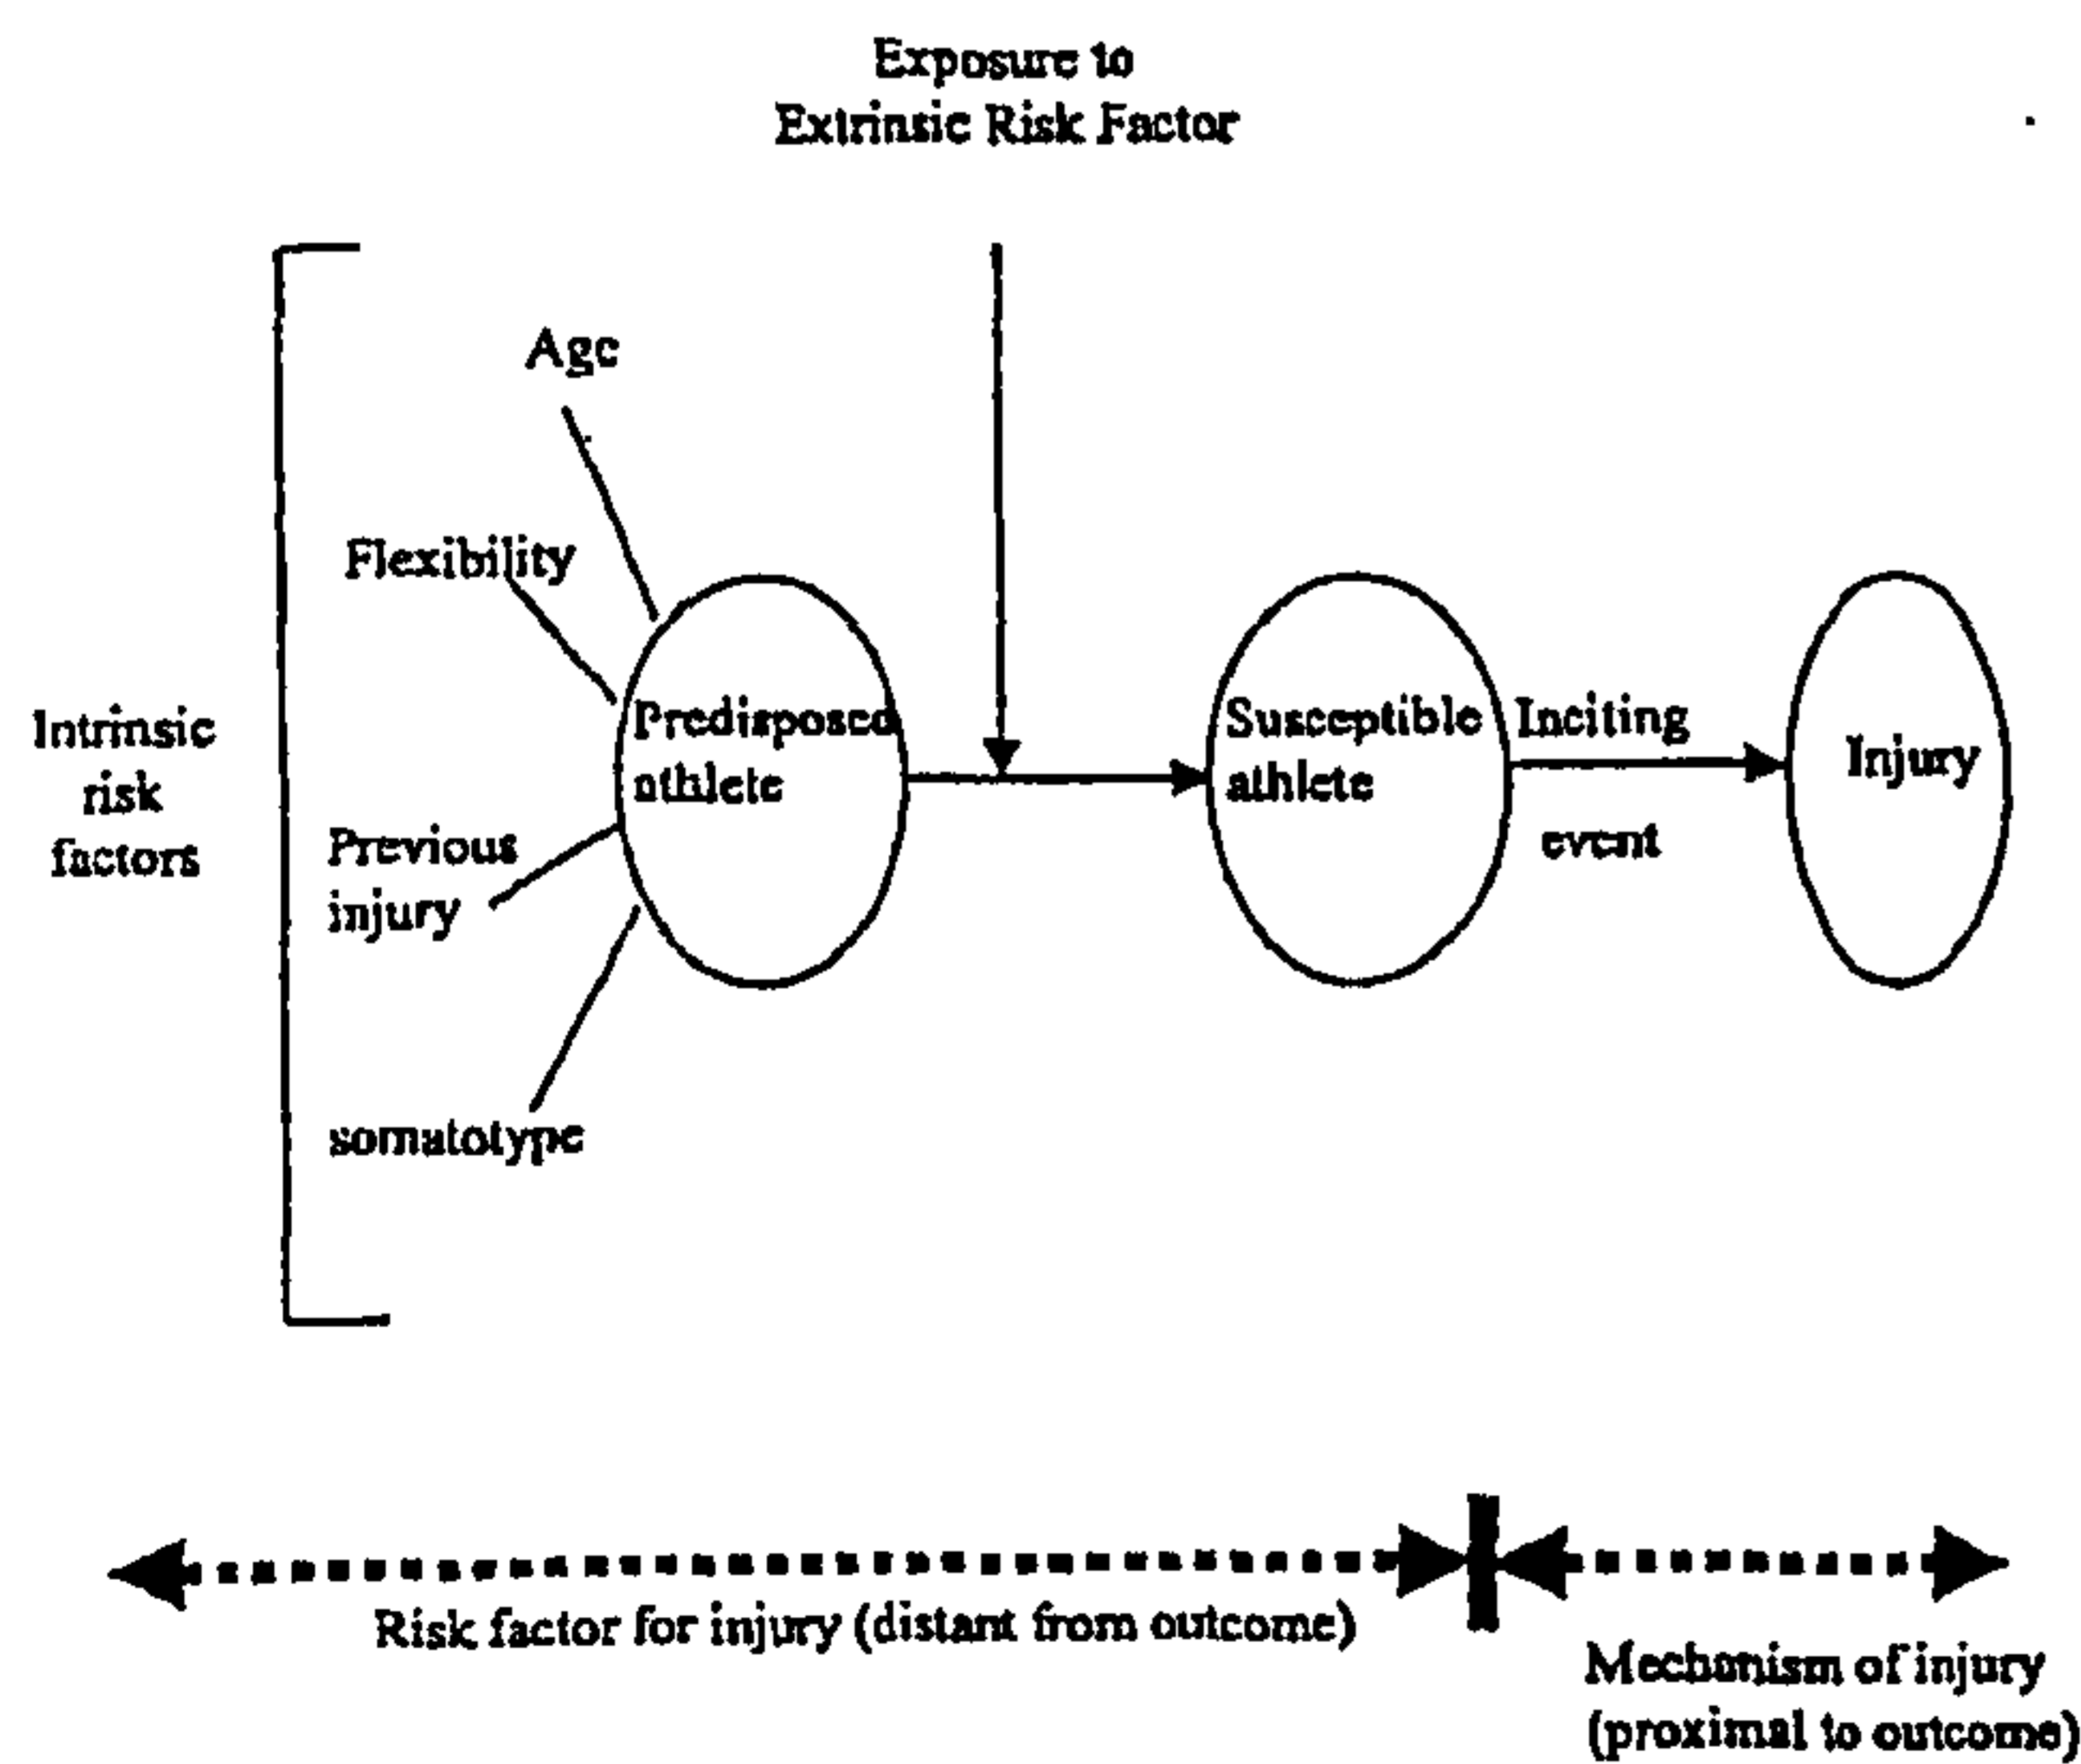 Exposure to
Extrinsic Risk Factor
Age
Flexibility
Intrinsic
risk
factors
Previous
injury
somatotype
Predisposed
athlete
Susceptible
athlete
Inciting
event
Injury
Risk factor for injury (distant from outcome)
Mechanism of injury
(proximal to outcome)